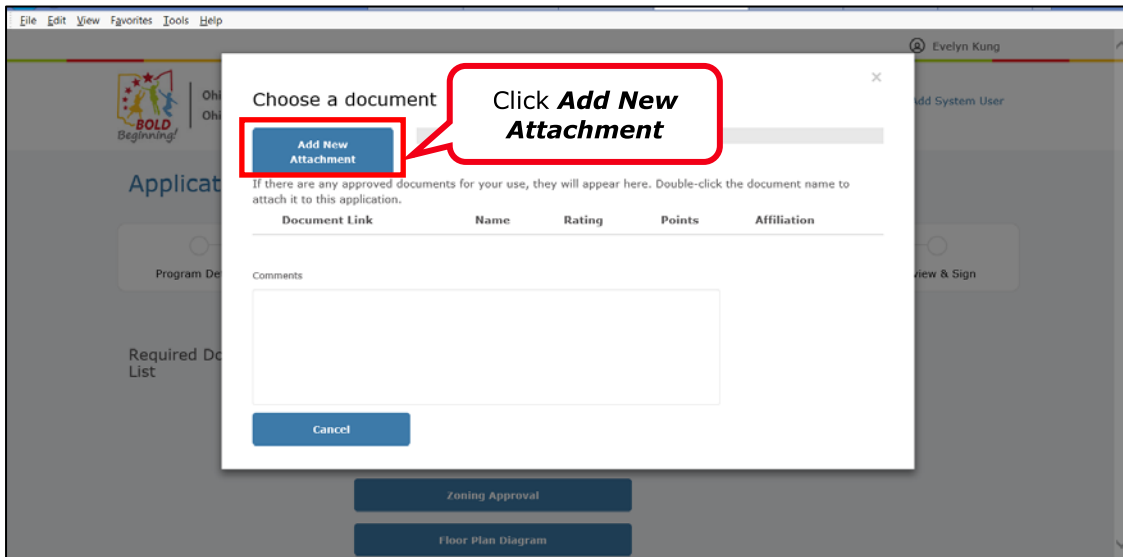 File Edit View Favorites Tools Help
Evelyn Kung
Ohi
Ohi
BOLD
Beginning!
Add System User
Choose a document
Click Add New
Attachment
Add New
Attachment
Applicat
If there are any approved documents for your use, they will appear here. Double-click the document name to
attach it to this application.
Document Link Name Rating Points Affiliation
Program De
view & Sign
Comments
Required Do
List
Cancel
Zoning Approval
Floor Plan Diagram